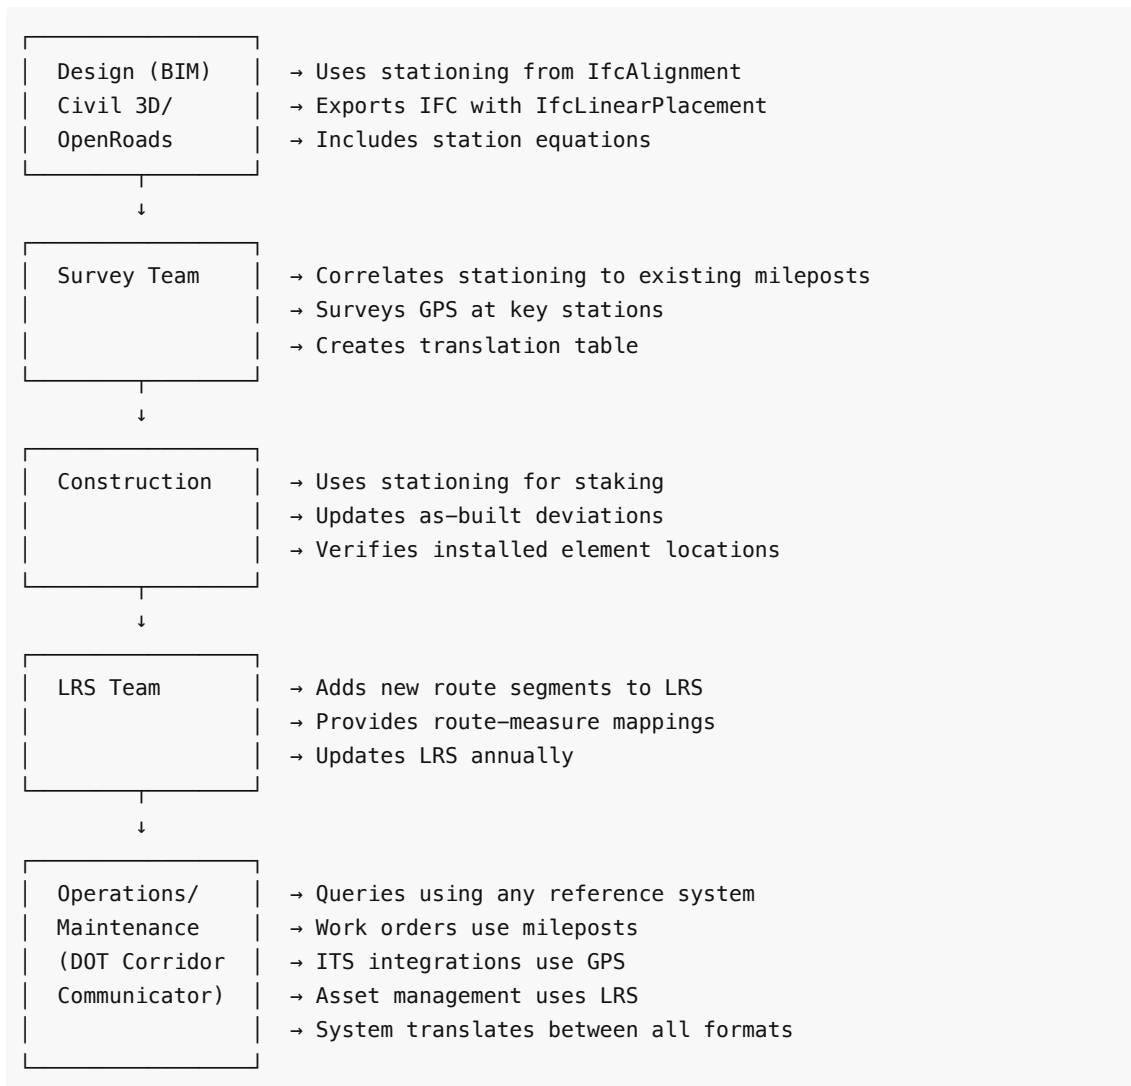 Design (BIM) → Uses stationing from IfcAlignment
Civil 3D/ → Exports IFC with IfcLinearPlacement
OpenRoads → Includes station equations
↓
Survey Team → Correlates stationing to existing mileposts
→ Surveys GPS at key stations
→ Creates translation table
↓
Construction → Uses stationing for staking
→ Updates as-built deviations
→ Verifies installed element locations
↓
LRS Team → Adds new route segments to LRS
→ Provides route-measure mappings
→ Updates LRS annually
↓
Operations/ → Queries using any reference system
Maintenance → Work orders use mileposts
(DOT Corridor → ITS integrations use GPS
Communicator) → Asset management uses LRS
→ System translates between all formats